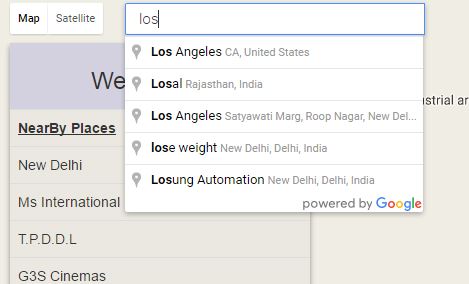 Map Satellite
los
Los Angeles CA, United States
Losal Rajasthan, India
We
Los Angeles Satyawati Marg, Roop Nagar, New Del...
NearBy Places
lose weight New Delhi, Delhi, India
New Delhi
Losung Automation New Delhi, Delhi, India
Ms International
powered by Google
T.P.D.D.L
G3S Cinemas